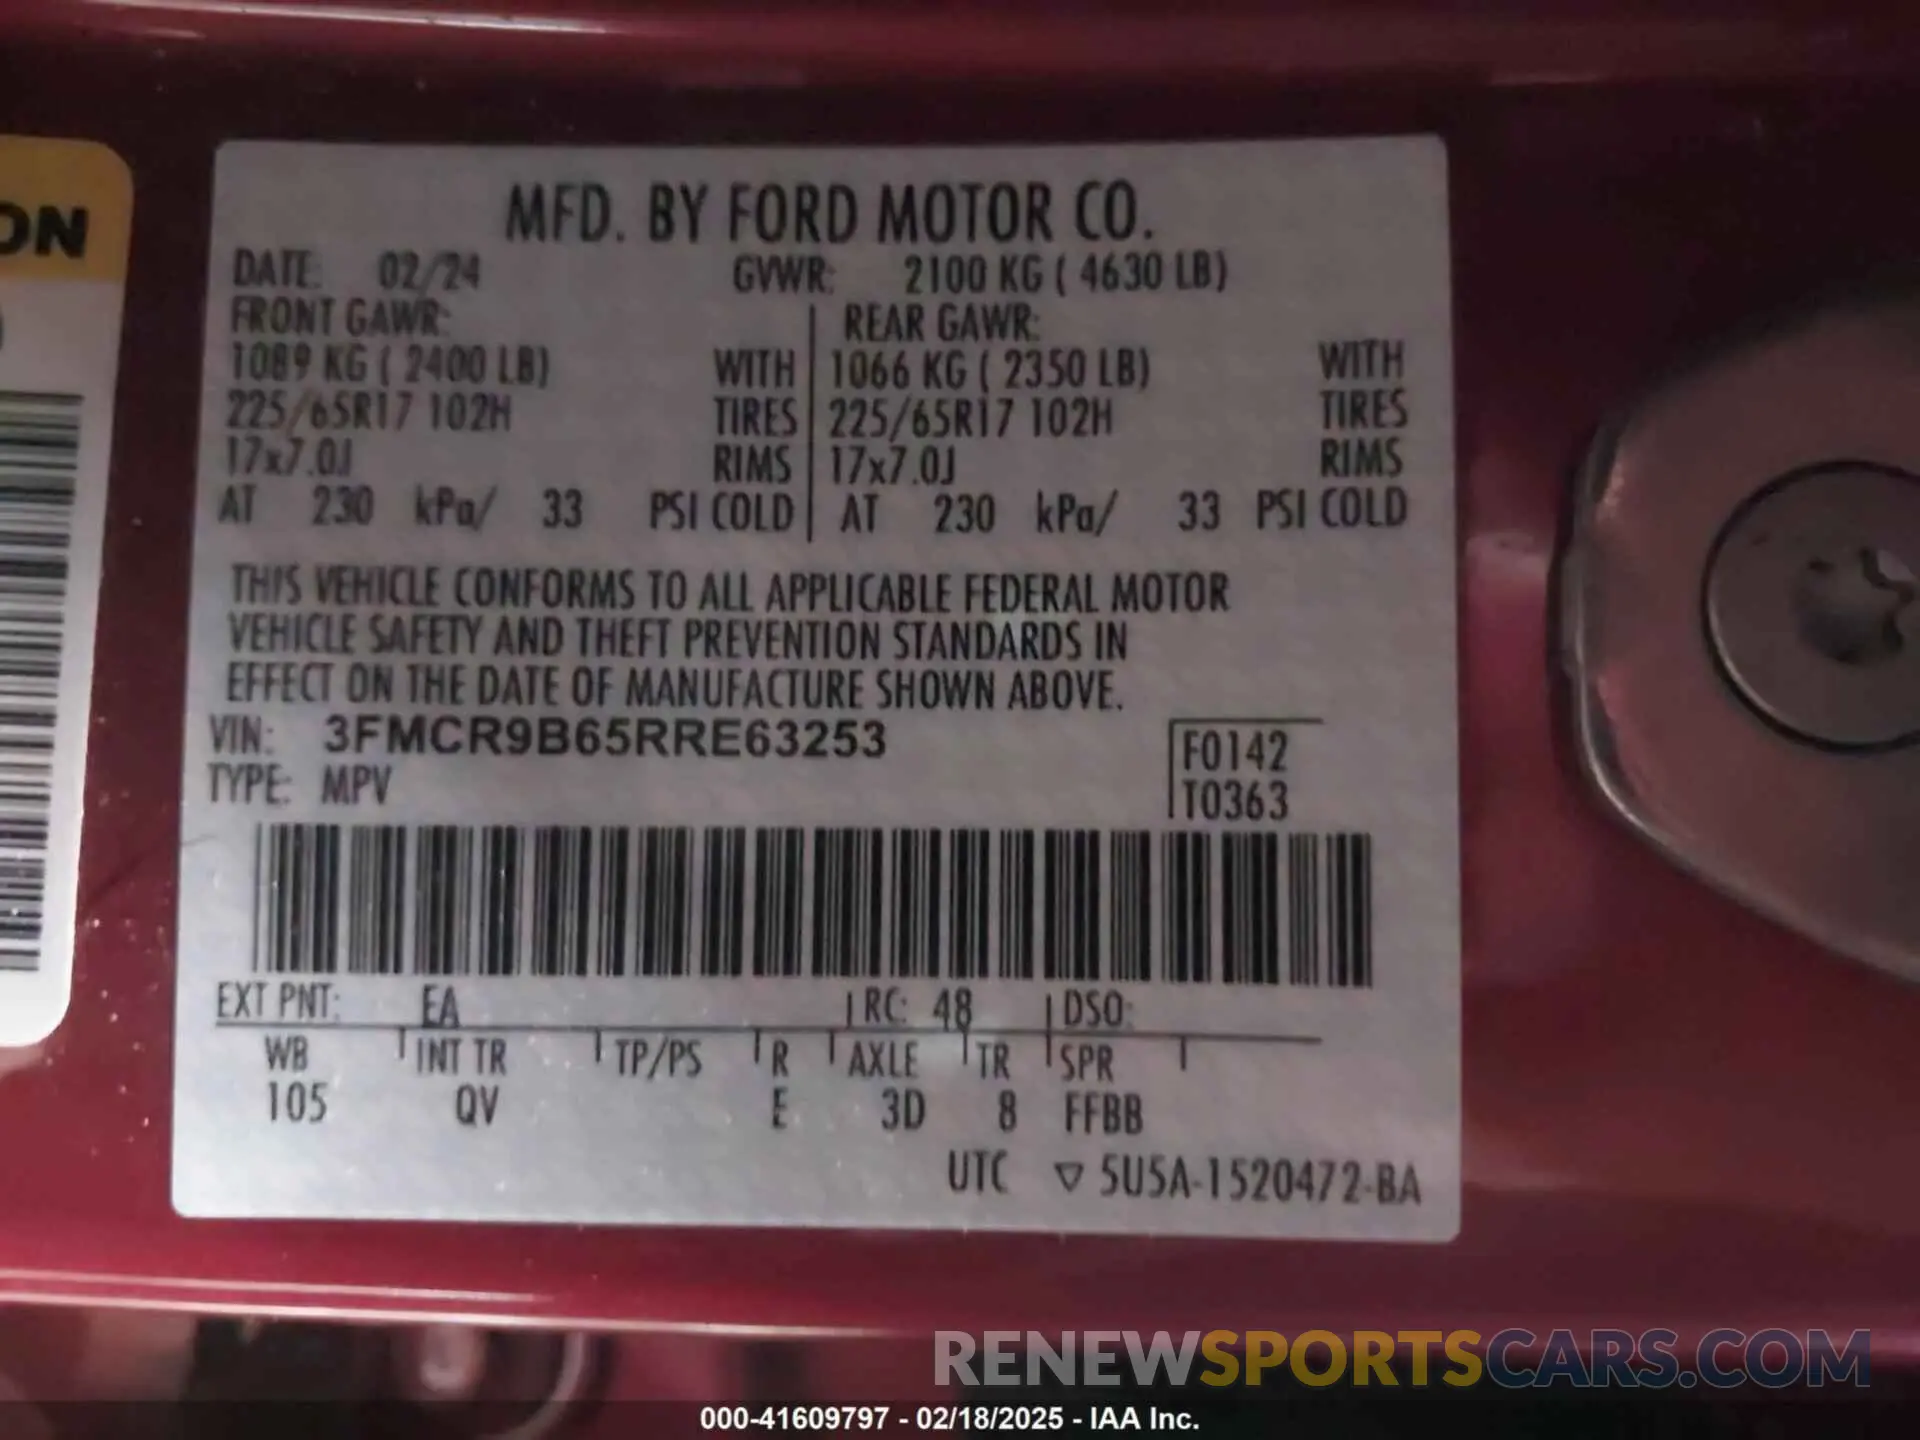 ON
MFD. BY FORD MOTOR CO.
DATE: 02/24 GVWR: 2100 KG ( 4630 LB)
FRONT GAWR: REAR GAWR:
1089 KG ( 2400 LB) WITH 1066 KG ( 2350 LB) WITH
225/65R17 102H TIRES 225/65R17 102H TIRES
17x7.0J RIMS 17x7.0J RIMS
AT 230 kPa/ 33 PSI COLD AT 230 kPa/ 33 PSI COLD
THIS VEHICLE CONFORMS TO ALL APPLICABLE FEDERAL MOTOR
VEHICLE SAFETY AND THEFT PREVENTION STANDARDS IN
EFFECT ON THE DATE OF MANUFACTURE SHOWN ABOVE.
VIN: 3FMCR9B65RRE63253
TYPE: MPV
F0142
T0363
EXT PNT: EA RC: 48 DSO:
WB INT TR TP/PS R AXLE TR SPR
105 QV E 3D 8 FFBB
UTC ▽ 5U5A-1520472-BA
RENEWSPORTSCARS.COM
000-41609797 - 02/18/2025 - IAA Inc.